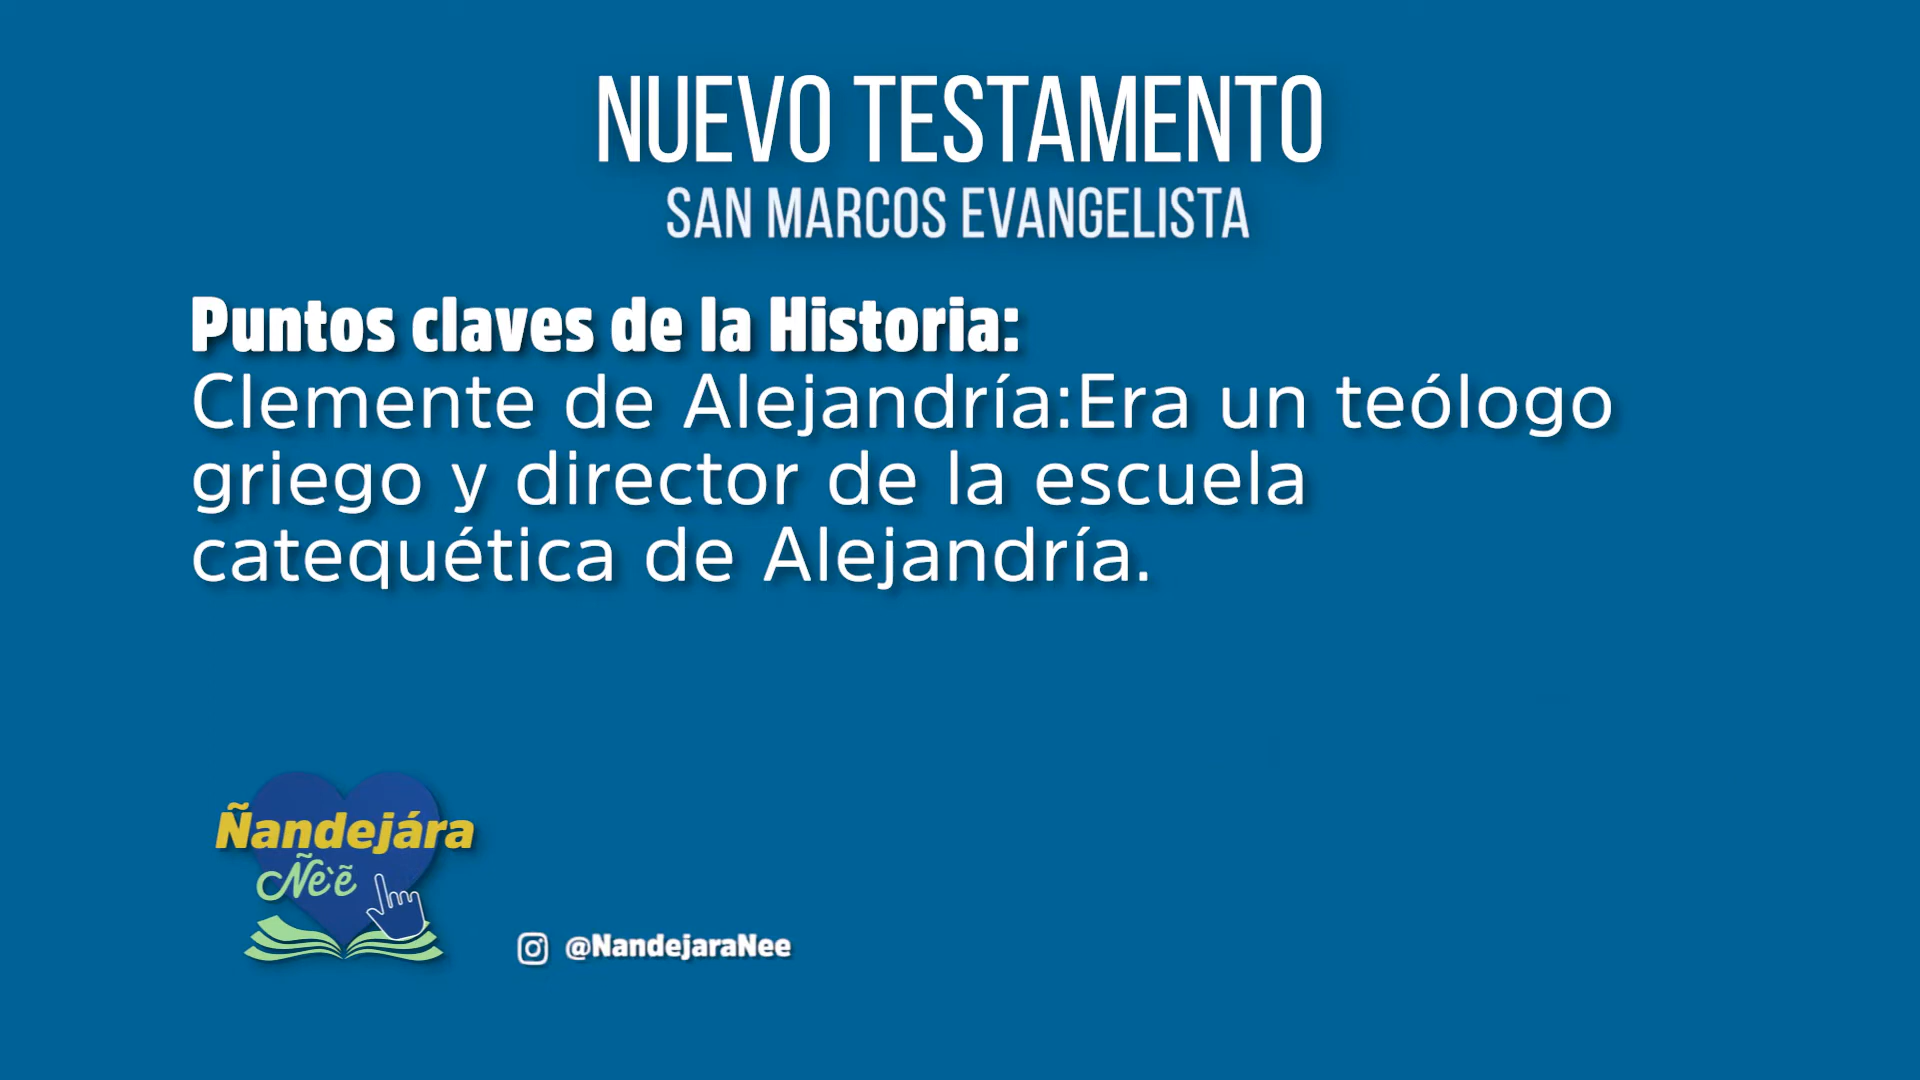 NUEVO TESTAMENTO
SAN MARCOS EVANGELISTA
Puntos claves de la Historia:
Clemente de Alejandría:Era un teólogo
griego y director de la escuela
catequética de Alejandría.
Ñandejára
Ñe`ẽ
@NandejaraNee